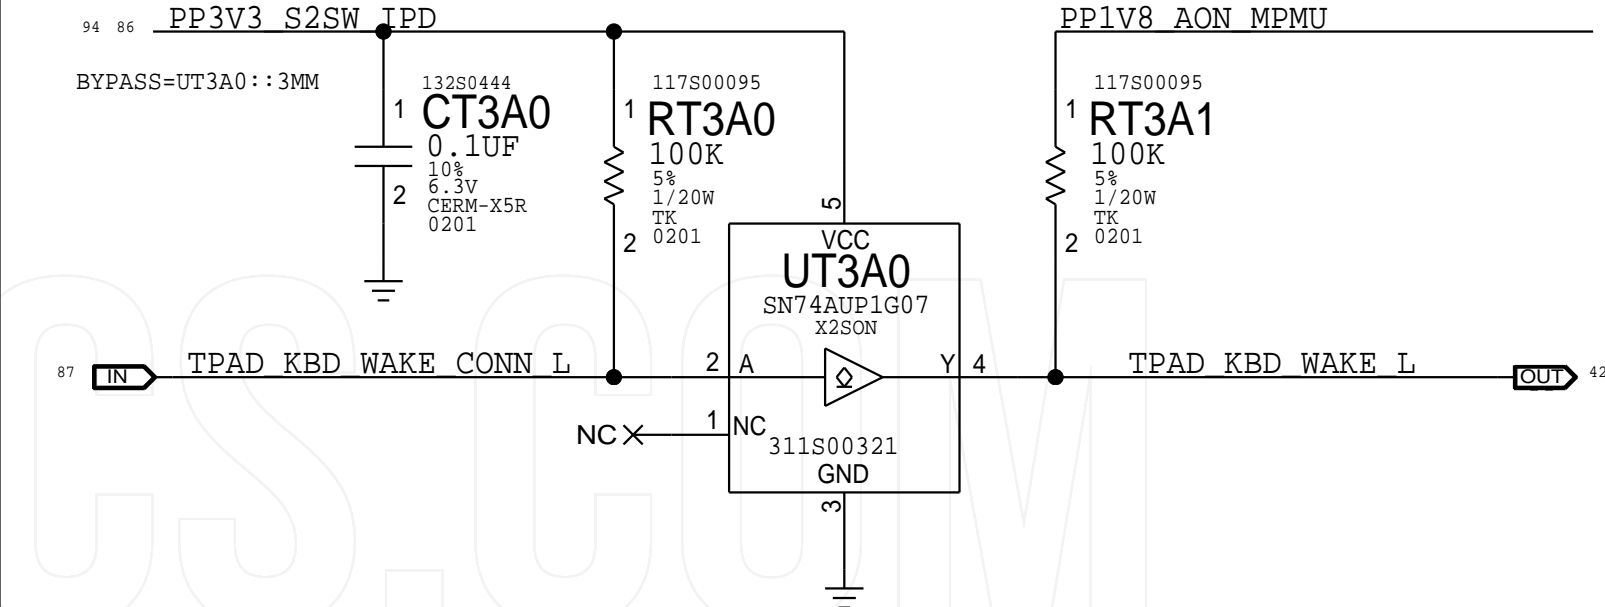 94 86 PP3V3_S2SW_IPD
PP1V8_AON_MPMU
BYPASS=UT3A0::3MM
132S0444
1 CT3A0
0.1UF
10%
6.3V
2 CERM-X5R
0201
117S00095
1 RT3A0
100K
5%
1/20W
TK
2 0201
117S00095
1 RT3A1
100K
5%
1/20W
TK
2 0201
5
VCC
UT3A0
SN74AUP1G07
X2SON
87 IN TPAD_KBD_WAKE_CONN_L 2 A Y 4 TPAD_KBD_WAKE_L OUT 42
NC 1 NC
311S00321
GND
3
CS.COM